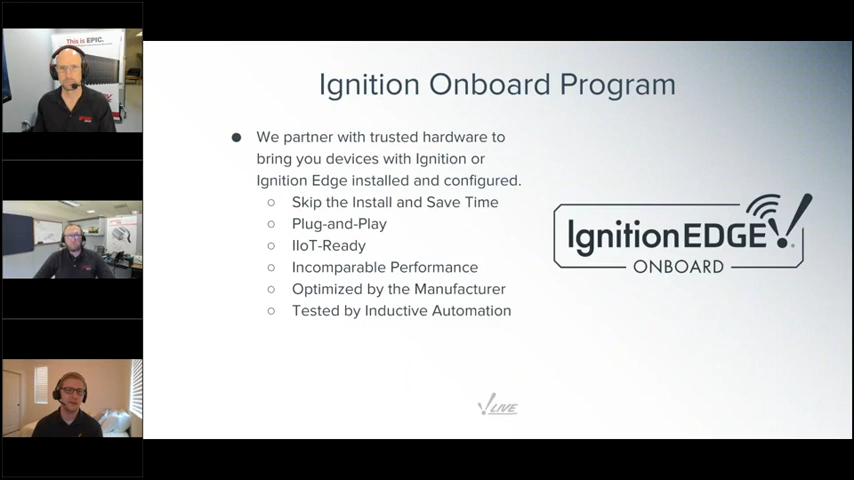 This is EPIC.
Ignition Onboard Program
● We partner with trusted hardware to
bring you devices with Ignition or
Ignition Edge installed and configured.
○ Skip the Install and Save Time
○ Plug-and-Play
○ IIoT-Ready
○ Incomparable Performance
○ Optimized by the Manufacturer
○ Tested by Inductive Automation
Ignition EDGE
ONBOARD
LIVE